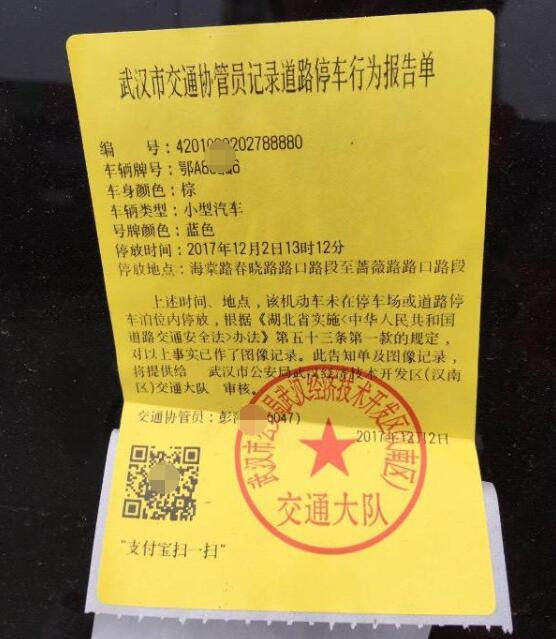 武汉市交通协管员记录道路停车行为报告单
编 号:4201 0202788880
车辆牌号:鄂A8 6
车身颜色:棕
车辆类型:小型汽车
号牌颜色:蓝色
停放时间:2017年12月2日13时12分
停放地点:海棠路春晓路路口路段至蔷薇路路口路段
上述时间、地点,该机动车未在停车场或道路停
车泊位内停放,根据《湖北省实施<中华人民共和国
道路交通安全法>办法》第五十三条第一款的规定,
对以上事实已作了图像记录。此告知单及图像记录,
将提供给 武汉市公安局武汉经济技术开发区(汉南
区)交通大队 审核。
交通协管员:彭 0047)
2017年12月2日
武汉市公安局武汉经济技术开发区(汉南区)
交通大队
"支付宝扫一扫"